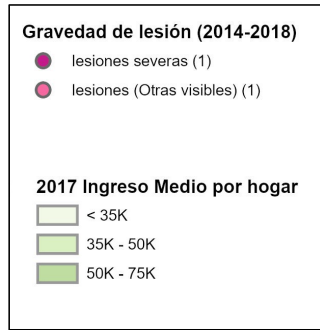 Gravedad de lesión (2014-2018)
lesiones severas (1)
lesiones (Otras visibles) (1)
2017 Ingreso Medio por hogar
< 35K
35K - 50K
50K - 75K